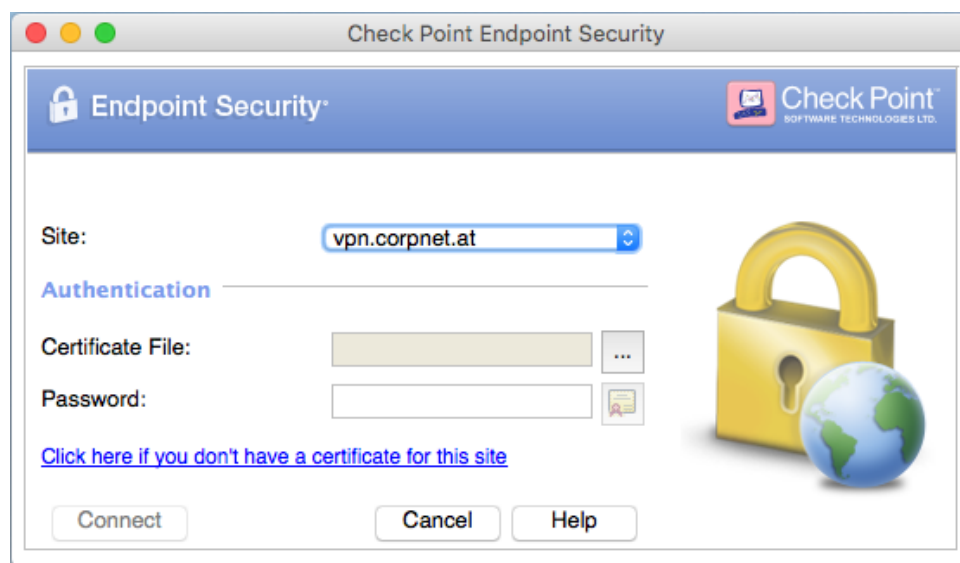 Check Point Endpoint Security
Endpoint Security
Check Point™
SOFTWARE TECHNOLOGIES LTD.
Site:
vpn.corpnet.at
Authentication
Certificate File:
...
Password:
Click here if you don't have a certificate for this site
Connect
Cancel
Help